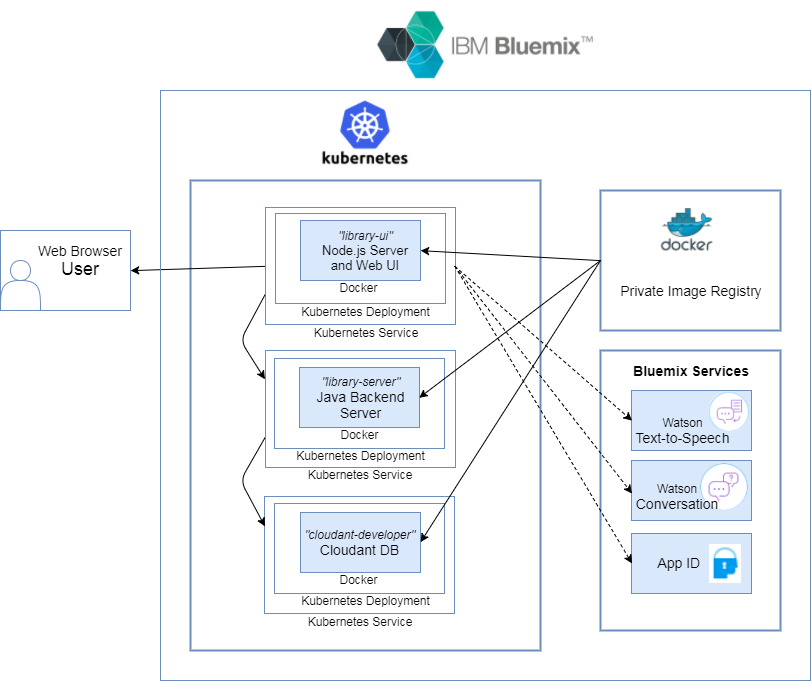 IBM Bluemix™
kubernetes
"library-ui"
Node.js Server
and Web UI
Docker
Kubernetes Deployment
Kubernetes Service
Web Browser
User
"library-server"
Java Backend
Server
Docker
Kubernetes Deployment
Kubernetes Service
"cloudant-developer"
Cloudant DB
Docker
Kubernetes Deployment
Kubernetes Service
docker
Private Image Registry
Bluemix Services
Watson
Text-to-Speech
Watson
Conversation
App ID